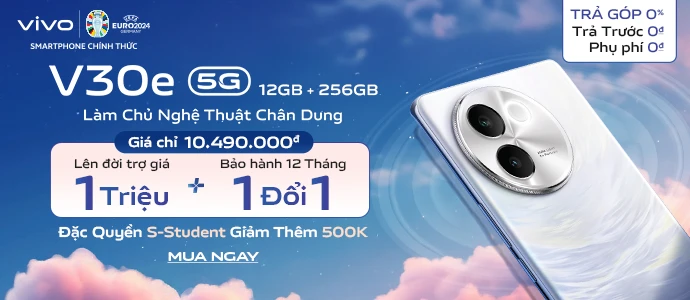 vivo
UEFA
EURO2024
GERMANY
SMARTPHONE CHÍNH THỨC
TRẢ GÓP 0%
Trả Trước 0đ
Phụ phí 0đ
V30e 5G 12GB + 256GB
Làm Chủ Nghệ Thuật Chân Dung
Giá chỉ 10.490.000đ
Lên đời trợ giá
1 Triệu
+
Bảo hành 12 Tháng
1 Đổi 1
Đặc Quyền S-Student Giảm Thêm 500K
MUA NGAY